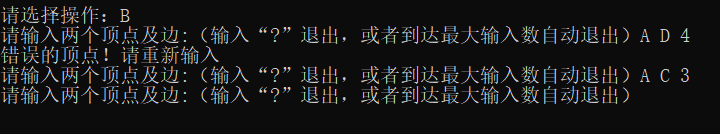 请选择操作：B
请输入两个顶点及边:（输入“?”退出，或者到达最大输入数自动退出）A D 4
错误的顶点！请重新输入
请输入两个顶点及边:（输入“?”退出，或者到达最大输入数自动退出）A C 3
请输入两个顶点及边:（输入“?”退出，或者到达最大输入数自动退出）